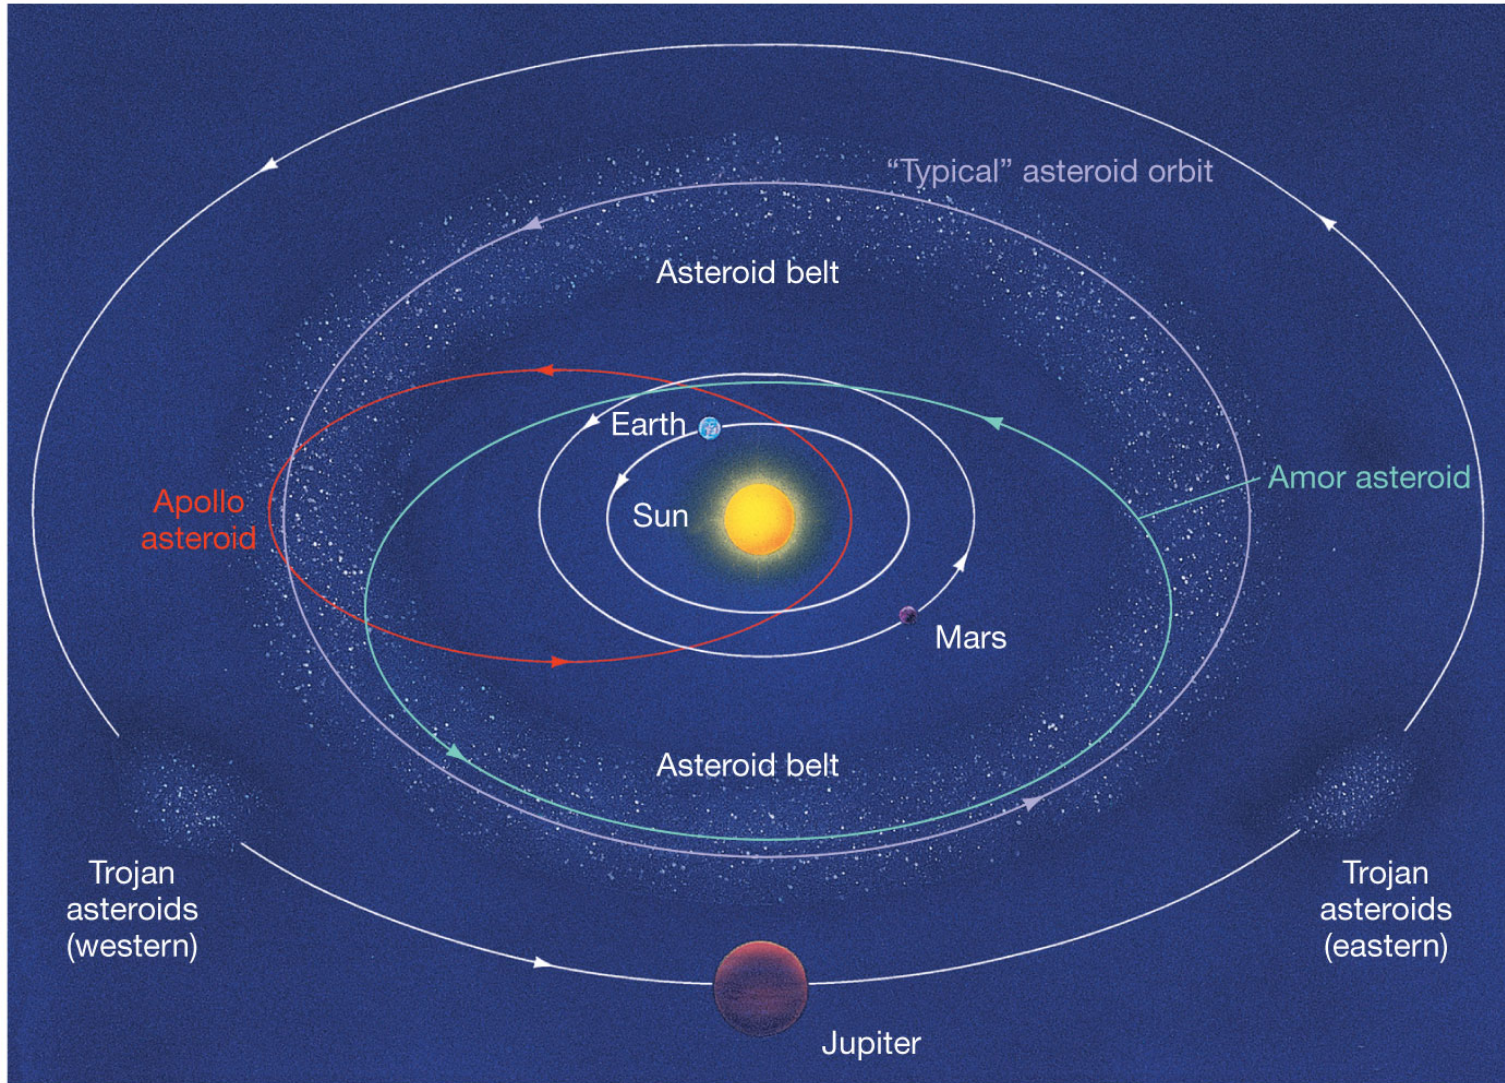 “Typical” asteroid orbit
Asteroid belt
Earth
Sun
Apollo
asteroid
Amor asteroid
Mars
Asteroid belt
Trojan
asteroids
(western)
Trojan
asteroids
(eastern)
Jupiter